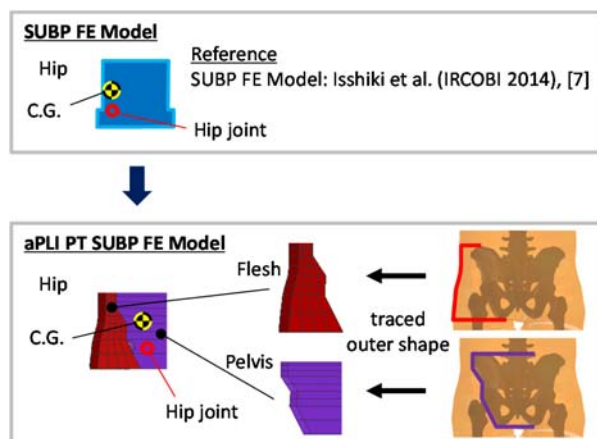 SUBP FE Model
Reference
SUBP FE Model: Isshiki et al. (IRCOBI 2014), [7]
Hip
C.G.
Hip joint
aPLI PT SUBP FE Model
Hip
Flesh
C.G.
traced
outer shape
Pelvis
Hip joint